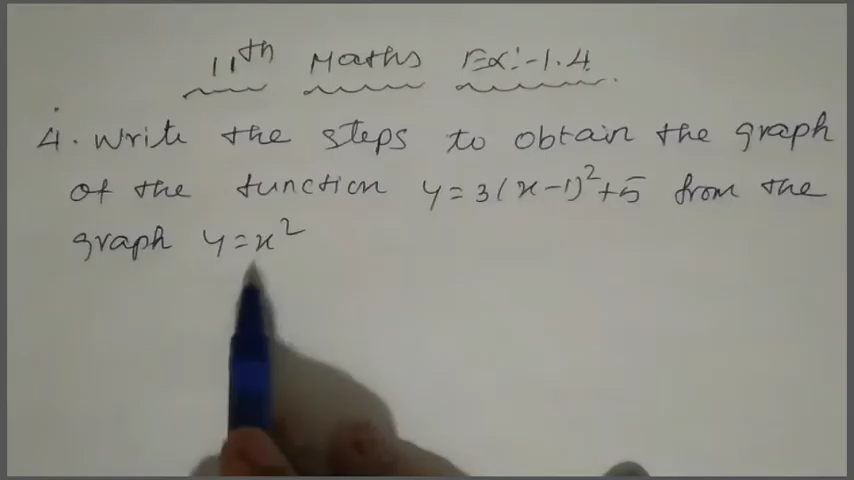 11th Maths Ex:-1.4.
4. Write the steps to obtain the graph
of the function y=3(x-1)²+5 from the
graph y=x²